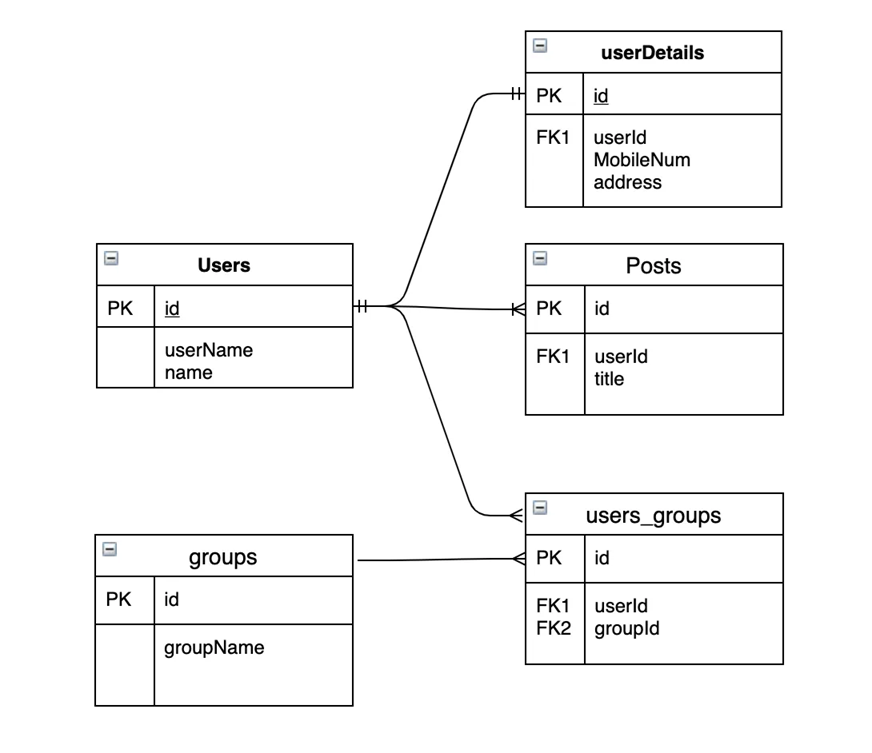 userDetails
PK id
FK1 userId
MobileNum
address
Users
PK id
userName
name
Posts
PK id
FK1 userId
title
users_groups
PK id
FK1 userId
FK2 groupId
groups
PK id
groupName